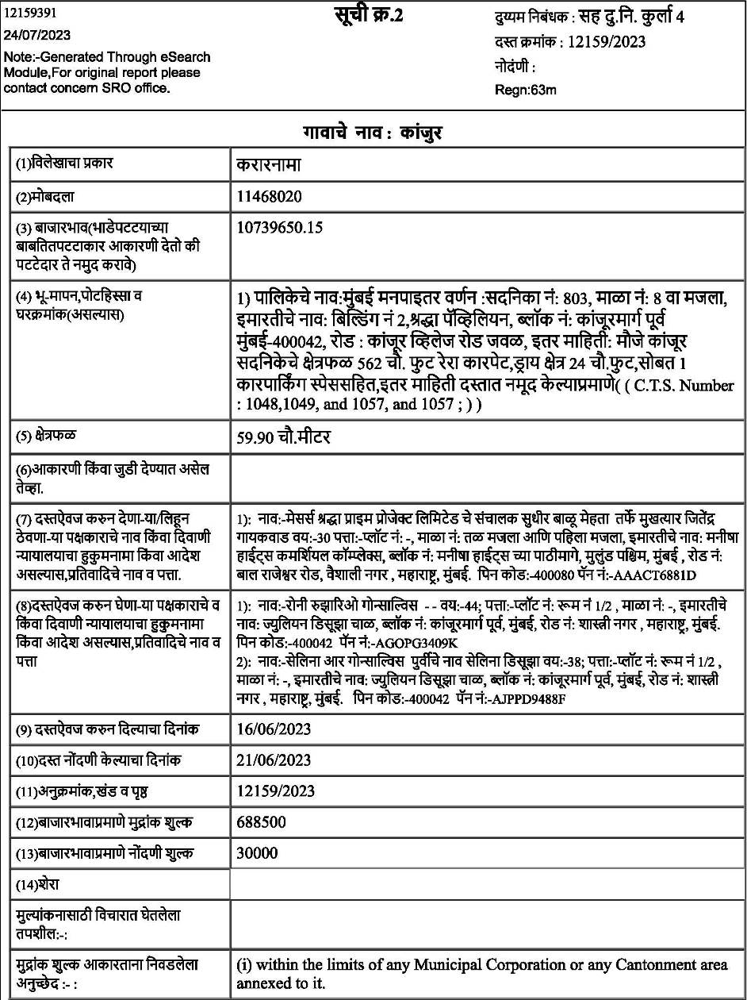 12159391
24/07/2023
Note:-Generated Through eSearch
Module,For original report please
contact concern SRO office.
सूची क्र.2
दुय्यम निबंधक : सह दु.नि. कुर्ला 4
दस्त क्रमांक : 12159/2023
नोदंणी :
Regn:63m
गावाचे नाव : कांजुर
(1)विलेखाचा प्रकार
करारनामा
(2)मोबदला
11468020
(3) बाजारभाव(भाडेपटटयाच्या
बाबतितपटटाकार आकारणी देतो की
पटटेदार ते नमुद करावे)
10739650.15
(4) भू-मापन,पोटहिस्सा व
घरक्रमांक(असल्यास)
1) पालिकेचे नाव:मुंबई मनपाइतर वर्णन :सदनिका नं: 803, माळा नं: 8 वा मजला,
इमारतीचे नाव: बिल्डिंग नं 2,श्रद्धा पॅव्हिलियन, ब्लॉक नं: कांजूरमार्ग पूर्व
मुंबई-400042, रोड : कांजूर व्हिलेज रोड जवळ, इतर माहिती: मौजे कांजूर
सदनिकेचे क्षेत्रफळ 562 चौ. फुट रेरा कारपेट,ड्राय क्षेत्र 24 चौ.फुट,सोबत 1
कारपार्किंग स्पेससहित,इतर माहिती दस्तात नमूद केल्याप्रमाणे( ( C.T.S. Number
: 1048,1049, and 1057, and 1057 ; ) )
(5) क्षेत्रफळ
59.90 चौ.मीटर
(6)आकारणी किंवा जुडी देण्यात असेल
तेव्हा.
(7) दस्तऐवज करुन देणा-या/लिहून
ठेवणा-या पक्षकाराचे नाव किंवा दिवाणी
न्यायालयाचा हुकुमनामा किंवा आदेश
असल्यास,प्रतिवादिचे नाव व पत्ता.
1): नाव:-मेसर्स श्रद्धा प्राइम प्रोजेक्ट लिमिटेड चे संचालक सुधीर बाळू मेहता तर्फे मुखत्यार जितेंद्र
गायकवाड वय:-30 पत्ता:-प्लॉट नं: -, माळा नं: तळ मजला आणि पहिला मजला, इमारतीचे नाव: मनीषा
हाईट्स कमर्शियल कॉम्प्लेक्स, ब्लॉक नं: मनीषा हाईट्स च्या पाठीमागे, मुलुंड पश्चिम, मुंबई , रोड नं:
बाल राजेश्वर रोड, वैशाली नगर , महाराष्ट्र, मुंबई. पिन कोड:-400080 पॅन नं:-AAACT6881D
(8)दस्तऐवज करुन घेणा-या पक्षकाराचे व
किंवा दिवाणी न्यायालयाचा हुकुमनामा
किंवा आदेश असल्यास,प्रतिवादिचे नाव व
पत्ता
1): नाव:-रोनी रुझारिओ गोन्साल्विस - - वय:-44; पत्ता:-प्लॉट नं: रूम नं 1/2 , माळा नं: -, इमारतीचे
नाव: ज्युलियन डिसूझा चाळ, ब्लॉक नं: कांजूरमार्ग पूर्व, मुंबई, रोड नं: शास्त्री नगर , महाराष्ट्र, मुंबई.
पिन कोड:-400042 पॅन नं:-AGOPG3409K
2): नाव:-सेलिना आर गोन्साल्विस पुर्वीचे नाव सेलिना डिसूझा वय:-38; पत्ता:-प्लॉट नं: रूम नं 1/2 ,
माळा नं: -, इमारतीचे नाव: ज्युलियन डिसूझा चाळ, ब्लॉक नं: कांजूरमार्ग पूर्व, मुंबई, रोड नं: शास्त्री
नगर , महाराष्ट्र, मुंबई. पिन कोड:-400042 पॅन नं:-AJPPD9488F
(9) दस्तऐवज करुन दिल्याचा दिनांक
16/06/2023
(10)दस्त नोंदणी केल्याचा दिनांक
21/06/2023
(11)अनुक्रमांक,खंड व पृष्ठ
12159/2023
(12)बाजारभावाप्रमाणे मुद्रांक शुल्क
688500
(13)बाजारभावाप्रमाणे नोंदणी शुल्क
30000
(14)शेरा
मुल्यांकनासाठी विचारात घेतलेला
तपशील:-:
मुद्रांक शुल्क आकारताना निवडलेला
अनुच्छेद :- :
(i) within the limits of any Municipal Corporation or any Cantonment area
annexed to it.